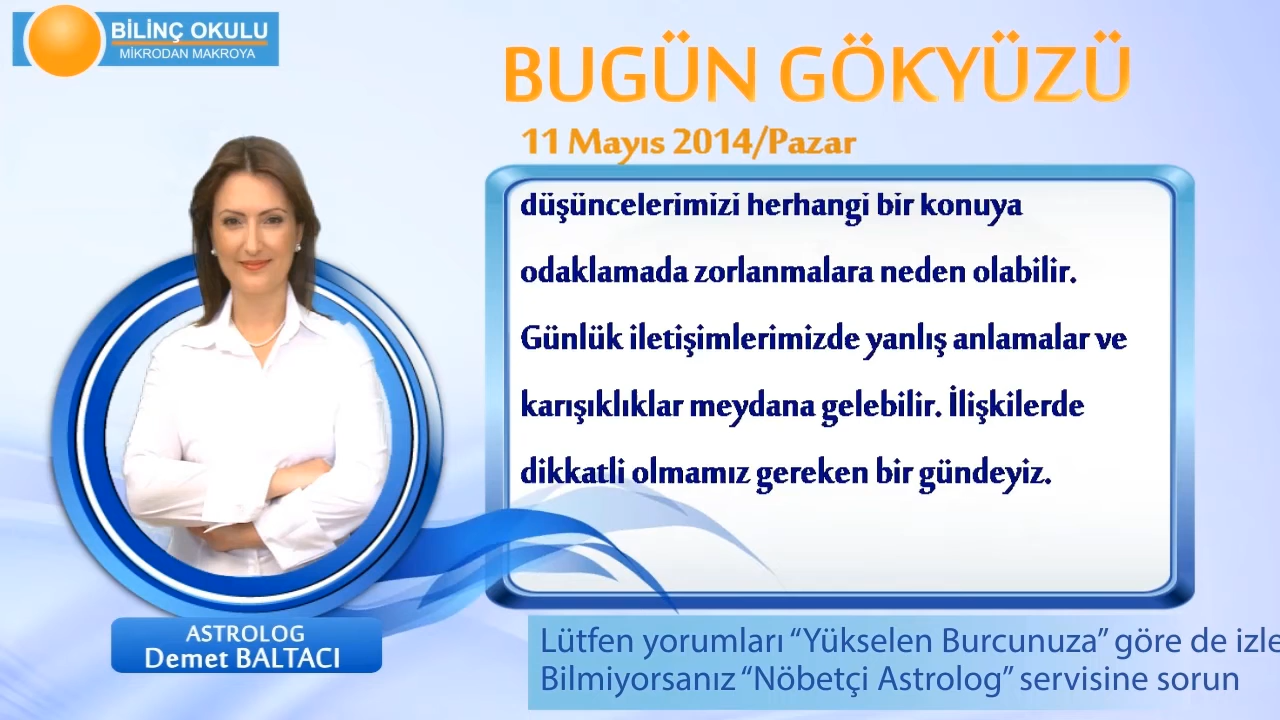 BİLİNÇ OKULU
MİKRODAN MAKROYA
BUGÜN GÖKYÜZÜ
11 Mayıs 2014/Pazar
düşüncelerimizi herhangi bir konuya
odaklamada zorlanmalara neden olabilir.
Günlük iletişimlerimizde yanlış anlamalar ve
karışıklıklar meydana gelebilir. İlişkilerde
dikkatli olmamız gereken bir gündeyiz.
ASTROLOG
Demet BALTACI
Lütfen yorumları “Yükselen Burcunuza” göre de izle
Bilmiyorsanız “Nöbetçi Astrolog” servisine sorun